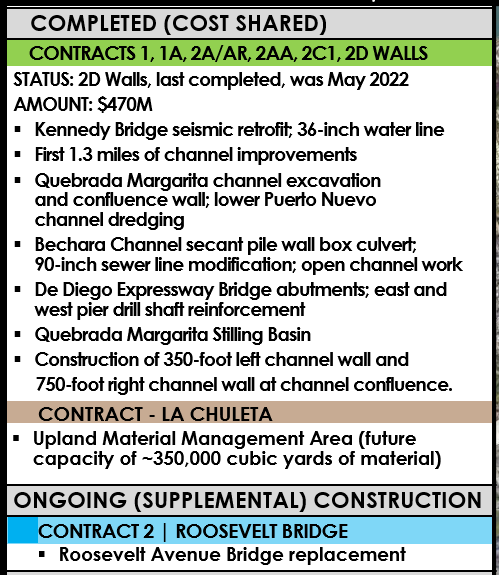 COMPLETED (COST SHARED)
CONTRACTS 1, 1A, 2A/AR, 2AA, 2C1, 2D WALLS
STATUS: 2D Walls, last completed, was May 2022
AMOUNT: $470M
▪ Kennedy Bridge seismic retrofit; 36-inch water line
▪ First 1.3 miles of channel improvements
▪ Quebrada Margarita channel excavation
and confluence wall; lower Puerto Nuevo
channel dredging
▪ Bechara Channel secant pile wall box culvert;
90-inch sewer line modification; open channel work
▪ De Diego Expressway Bridge abutments; east and
west pier drill shaft reinforcement
▪ Quebrada Margarita Stilling Basin
▪ Construction of 350-foot left channel wall and
750-foot right channel wall at channel confluence.
CONTRACT - LA CHULETA
▪ Upland Material Management Area (future
capacity of ~350,000 cubic yards of material)
ONGOING (SUPPLEMENTAL) CONSTRUCTION
CONTRACT 2 | ROOSEVELT BRIDGE
▪ Roosevelt Avenue Bridge replacement